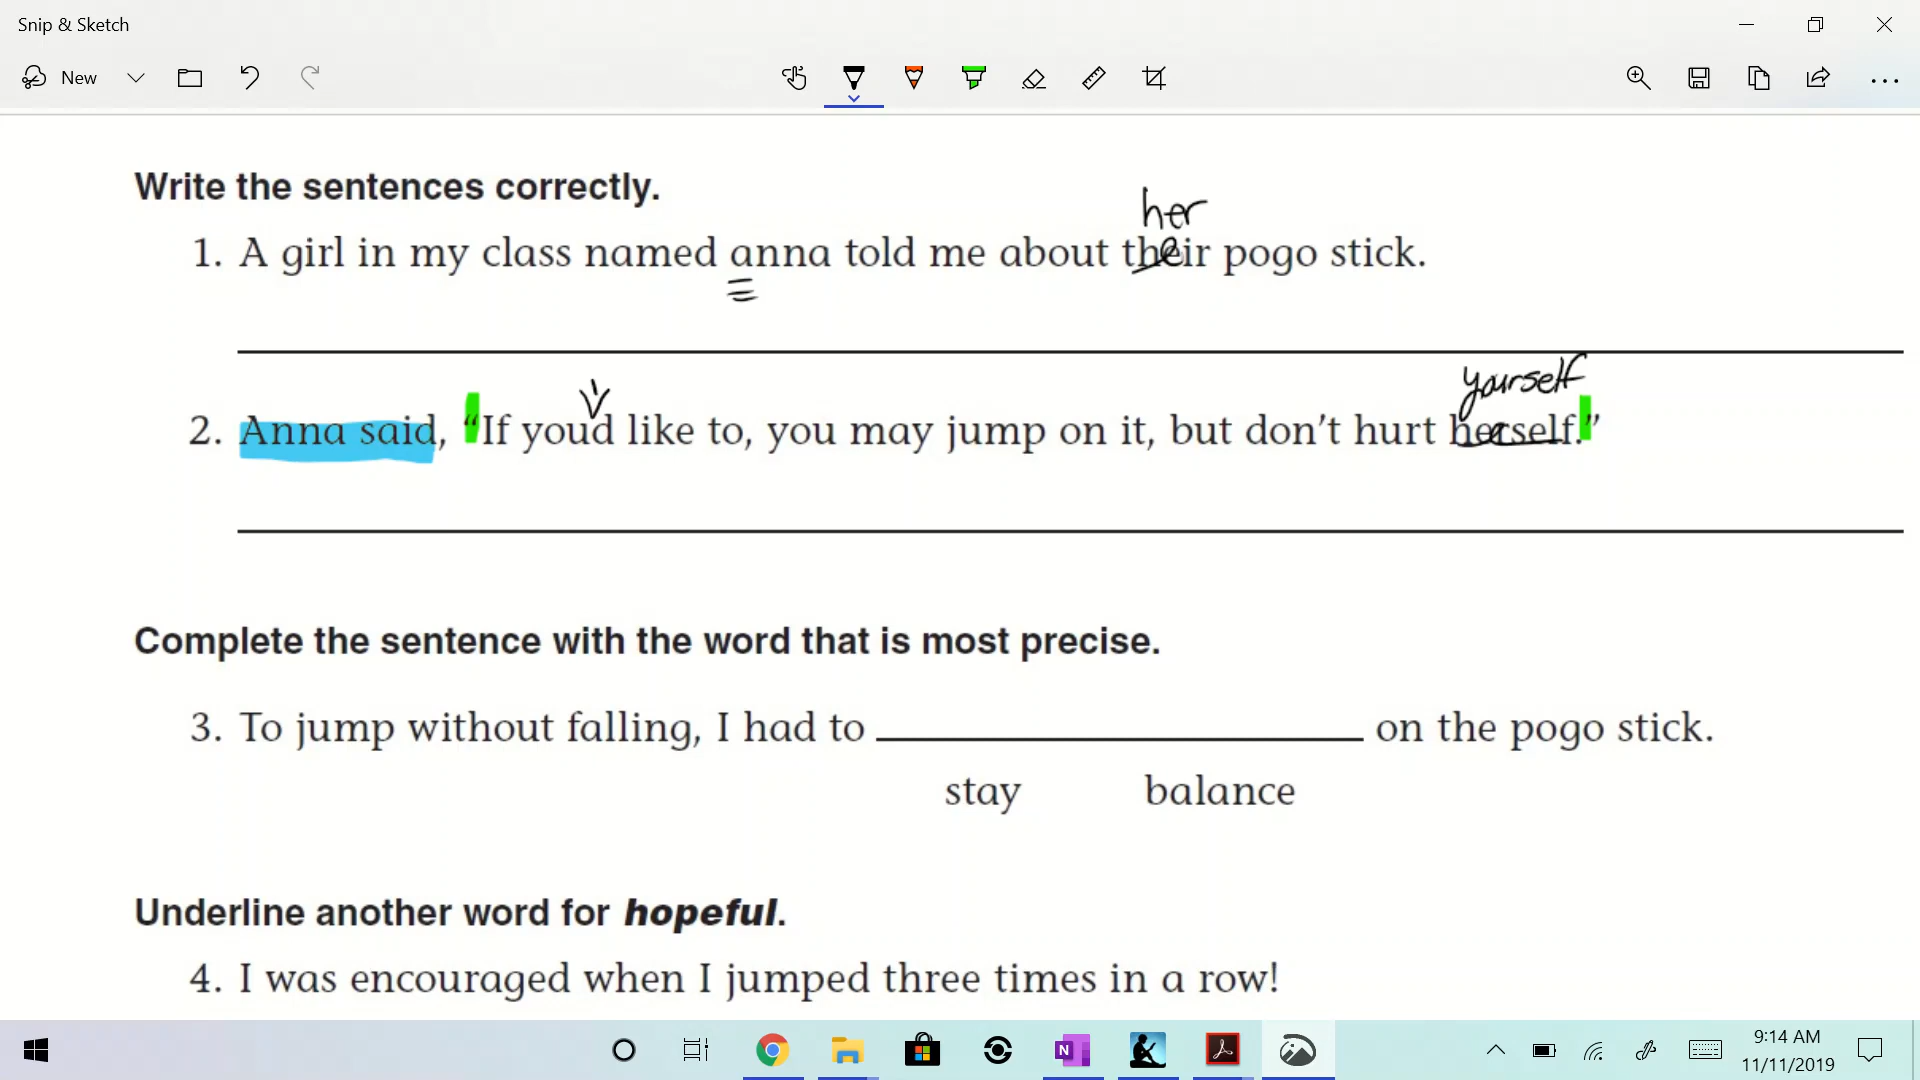 Snip & Sketch
New
Write the sentences correctly.
her
1. A girl in my class named anna told me about their pogo stick.
yourself
2. Anna said, “If youd like to, you may jump on it, but don’t hurt herself.”
Complete the sentence with the word that is most precise.
3. To jump without falling, I had to ____________ on the pogo stick.
stay balance
Underline another word for hopeful.
4. I was encouraged when I jumped three times in a row!
9:14 AM
11/11/2019